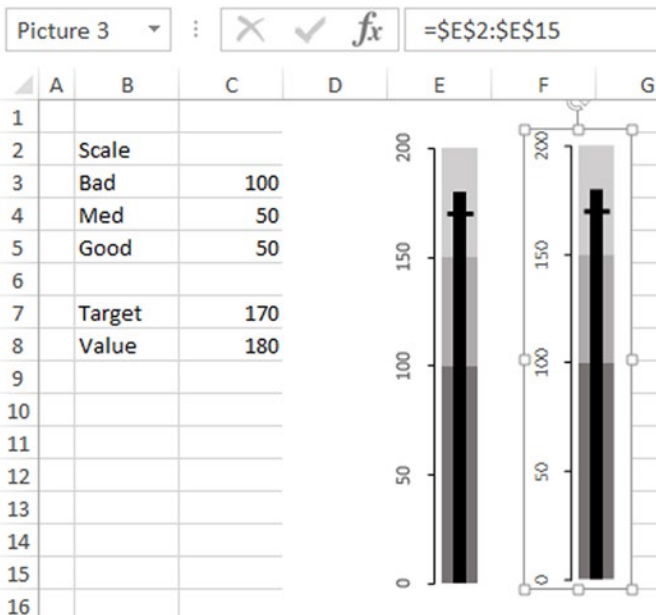 Picture 3 fx =$E$2:$E$15
A B C D E F G
1
2 Scale
3 Bad 100
4 Med 50
5 Good 50
6
7 Target 170
8 Value 180
9
10
11
12
13
14
15
16
200 200
150 150
100 100
50 50
0 0